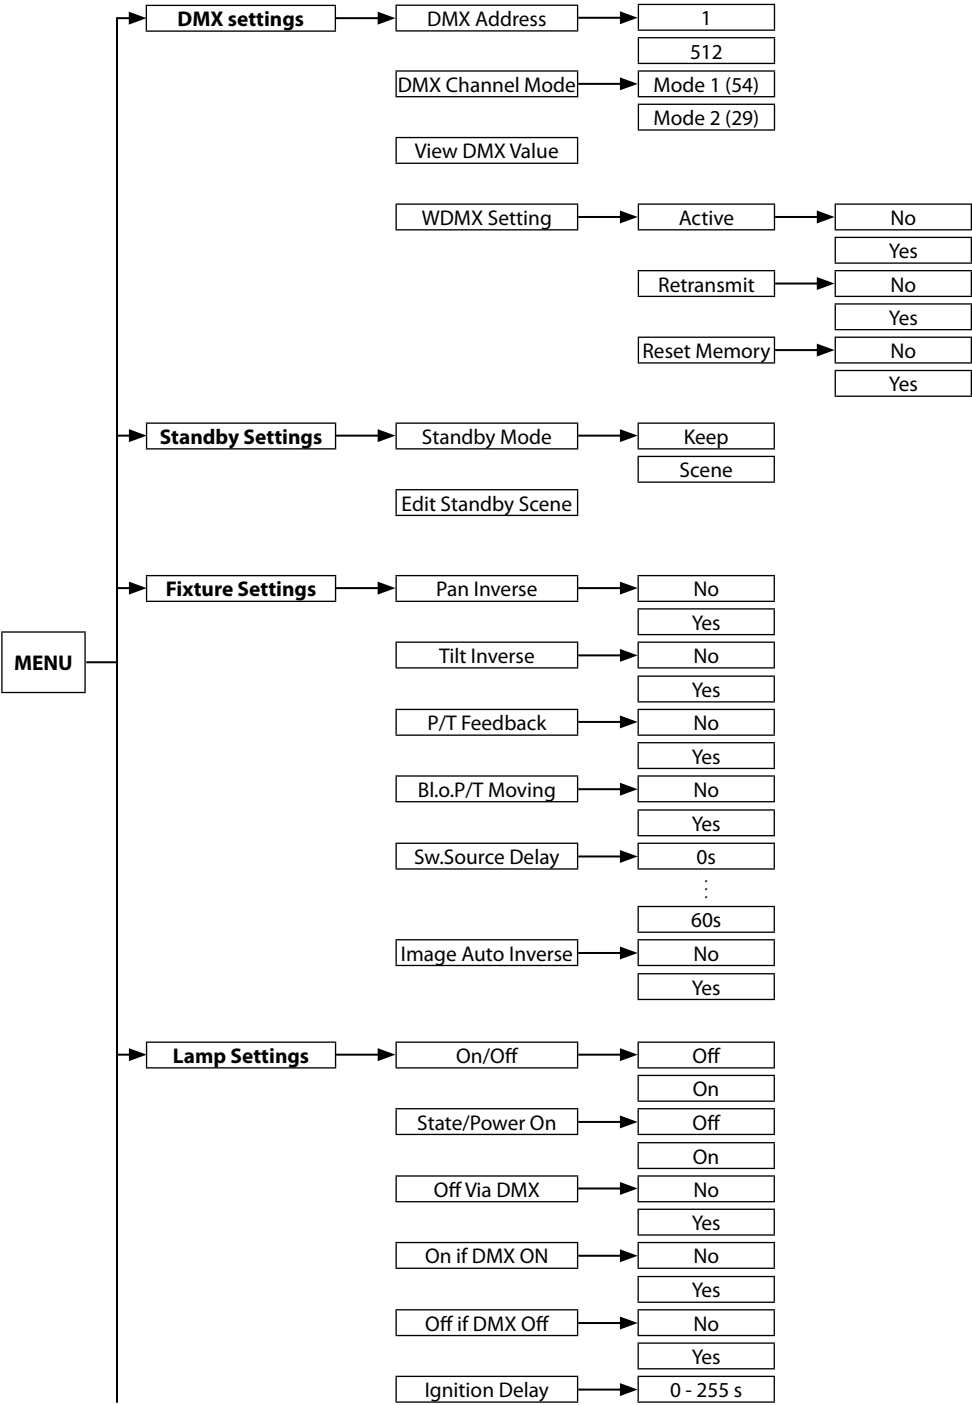 DMX settings
DMX Address
1
512
DMX Channel Mode
Mode 1 (54)
Mode 2 (29)
View DMX Value
WDMX Setting
Active
No
Yes
Retransmit
No
Yes
Reset Memory
No
Yes
Standby Settings
Standby Mode
Keep
Scene
Edit Standby Scene
MENU
Fixture Settings
Pan Inverse
No
Yes
Tilt Inverse
No
Yes
P/T Feedback
No
Yes
Bl.o.P/T Moving
No
Yes
Sw.Source Delay
0s
⋮
60s
Image Auto Inverse
No
Yes
Lamp Settings
On/Off
Off
On
State/Power On
Off
On
Off Via DMX
No
Yes
On if DMX ON
No
Yes
Off if DMX Off
No
Yes
Ignition Delay
0 - 255 s